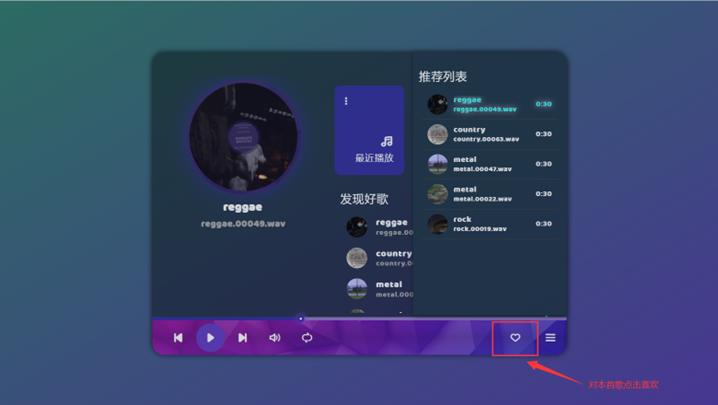 推荐列表
reggae
reggae.00049.wav
0:30
country
country.00063.wav
0:30
metal
metal.00047.wav
0:30
metal
metal.00022.wav
0:30
rock
rock.00019.wav
0:30
最近播放
发现好歌
reggae
reggae.00
country
country.0
metal
metal.000
reggae
reggae.00049.wav
对本首歌点击喜欢